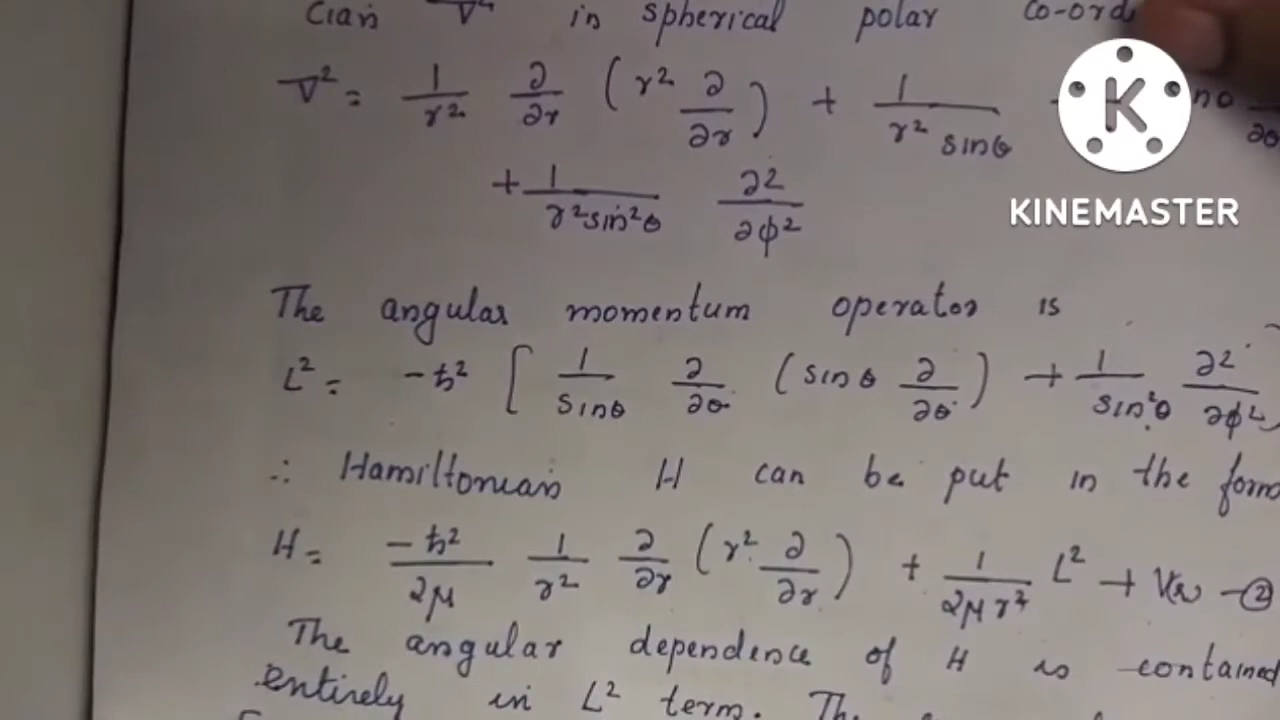 cian ∇² in spherical polar co-ord
∇² = 1/r² ∂/∂r (r² ∂/∂r) + 1/r² sinθ
+ 1/r² sin²θ ∂²/∂φ²
KINEMASTER
The angular momentum operator is
L² = -ħ² [ 1/sinθ ∂/∂θ (sinθ ∂/∂θ) + 1/sin²θ ∂²/∂φ²
∴ Hamiltonian H can be put in the form
H = -ħ²/2μ 1/r² ∂/∂r (r² ∂/∂r) + 1/2μr² L² + V(r) -②
The angular dependence of H is contained
entirely in L² term. The